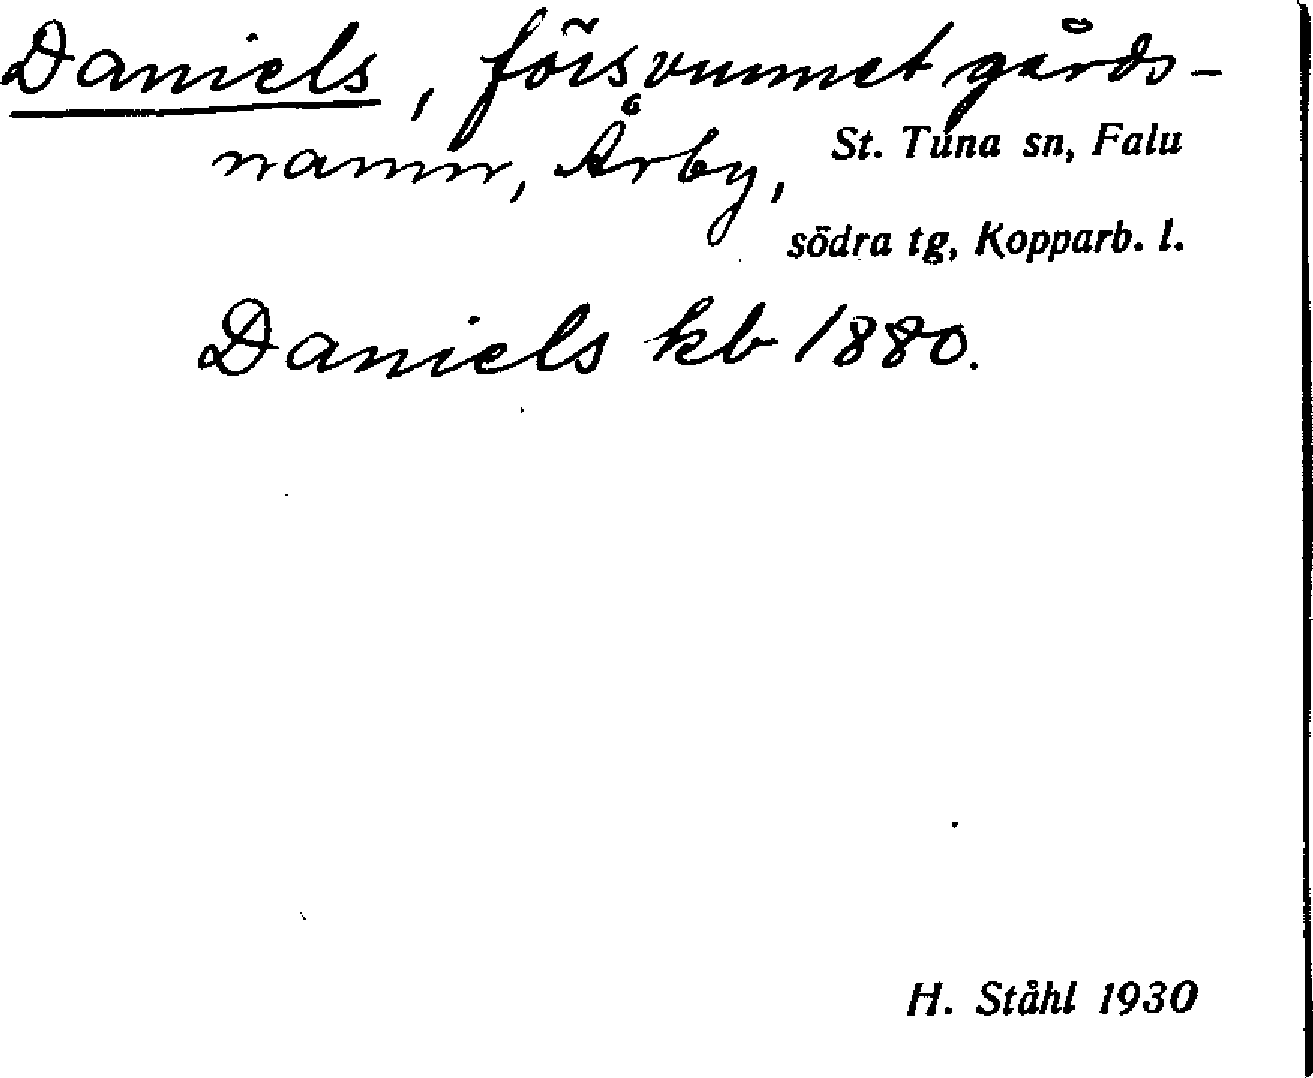 Daniels, försvunnet gårds-
namn, Årby, St. Tuna sn, Falu
södra tg, Kopparb. l.
Daniels kb 1880.
H. Ståhl 1930